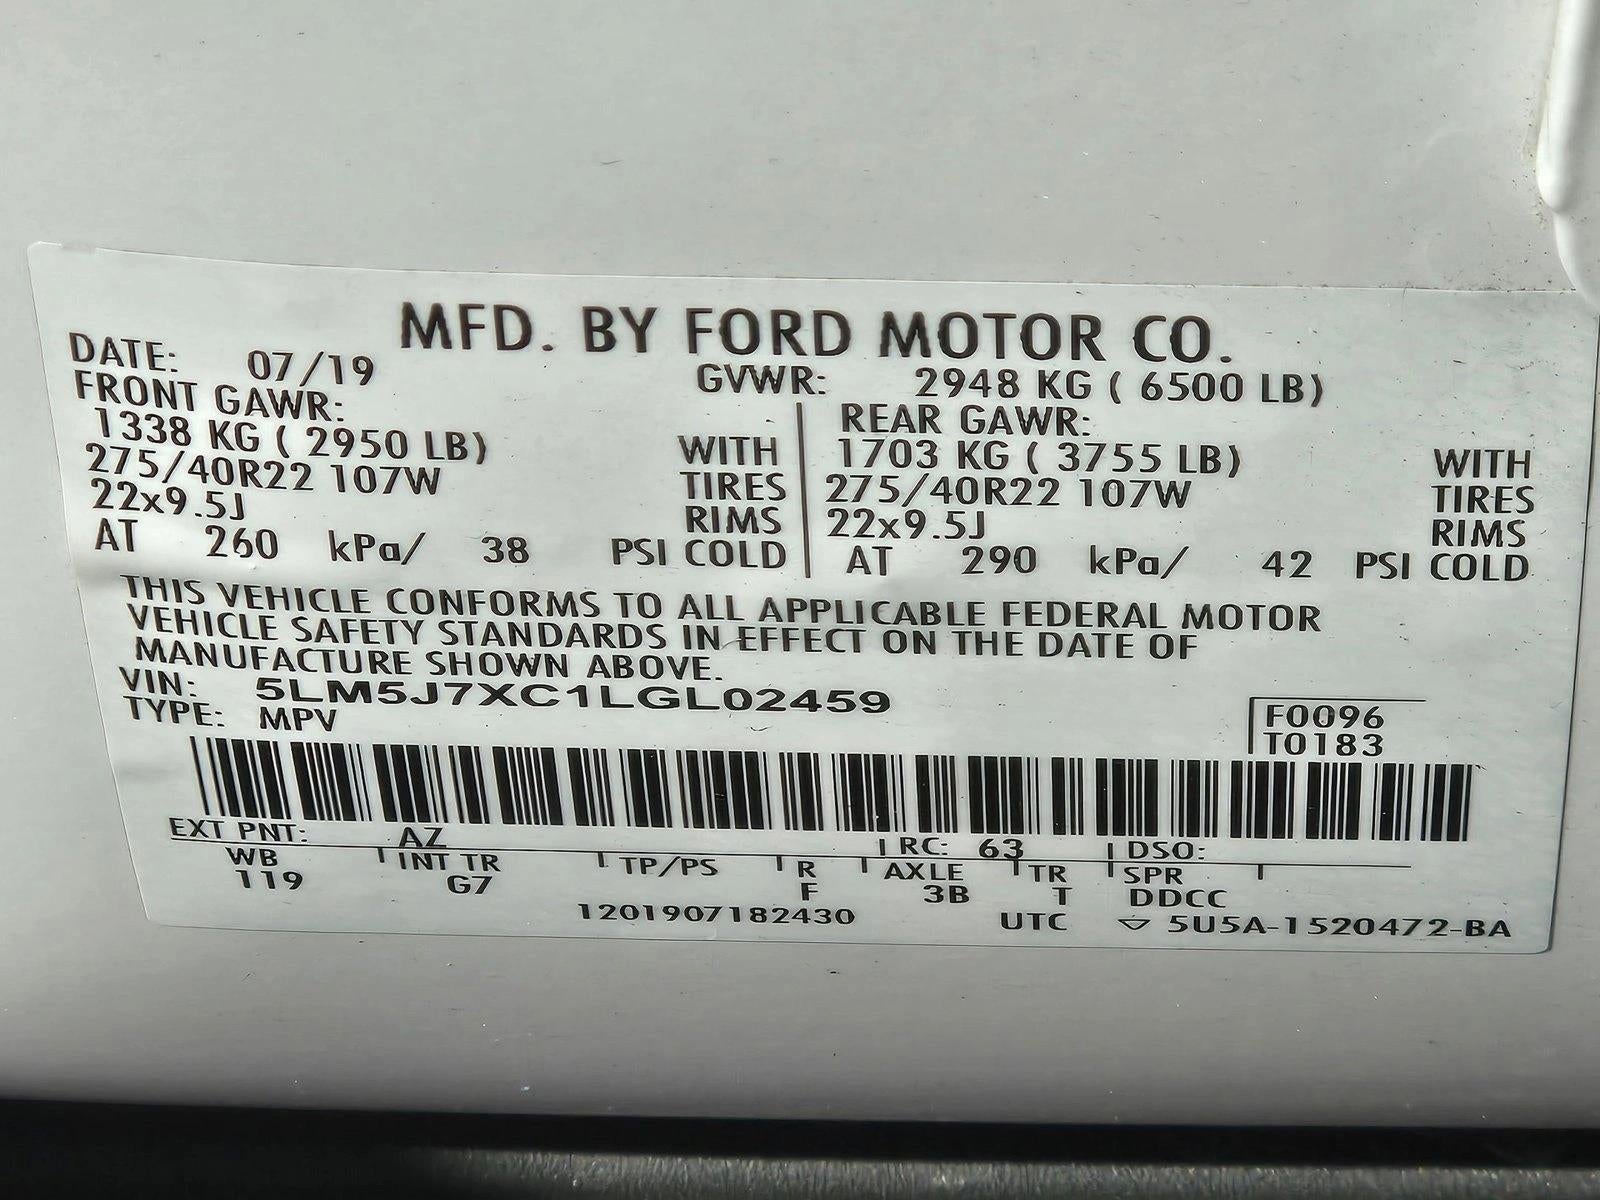 MFD. BY FORD MOTOR CO.
DATE: 07/19 GVWR: 2948 KG ( 6500 LB)
FRONT GAWR: REAR GAWR:
1338 KG ( 2950 LB) WITH 1703 KG ( 3755 LB) WITH
275/40R22 107W TIRES 275/40R22 107W TIRES
22x9.5J RIMS 22x9.5J RIMS
AT 260 kPa/ 38 PSI COLD AT 290 kPa/ 42 PSI COLD
THIS VEHICLE CONFORMS TO ALL APPLICABLE FEDERAL MOTOR
VEHICLE SAFETY STANDARDS IN EFFECT ON THE DATE OF
MANUFACTURE SHOWN ABOVE.
VIN: 5LM5J7XC1LGL02459
TYPE: MPV F0096
T0183
EXT PNT: AZ RC: 63 DSO:
WB INT TR TP/PS R AXLE TR SPR
119 G7 F 3B T DDCC
1201907182430 UTC 5U5A-1520472-BA